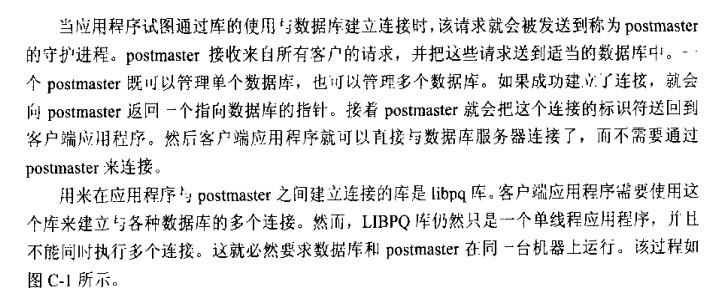 当应用程序试图通过库的使用与数据库建立连接时,该请求就会被发送到称为 postmaster
的守护进程。postmaster 接收来自所有客户的请求，并把这些请求送到适当的数据库中。一
个 postmaster 既可以管理单个数据库，也可以管理多个数据库。如果成功建立了连接，就会
向 postmaster 返回一个指向数据库的指针。接着 postmaster 就会把这个连接的标识符送回到
客户端应用程序。然后客户端应用程序就可以直接与数据库服务器连接了，而不需要通过
postmaster 来连接。
用来在应用程序与 postmaster 之间建立连接的库是 libpq 库。客户端应用程序需要使用这
个库来建立与各种数据库的多个连接。然而，LIBPQ 库仍然只是一个单线程应用程序，并且
不能同时执行多个连接。这就必然要求数据库和 postmaster 在同一台机器上运行。该过程如
图 C-1 所示。